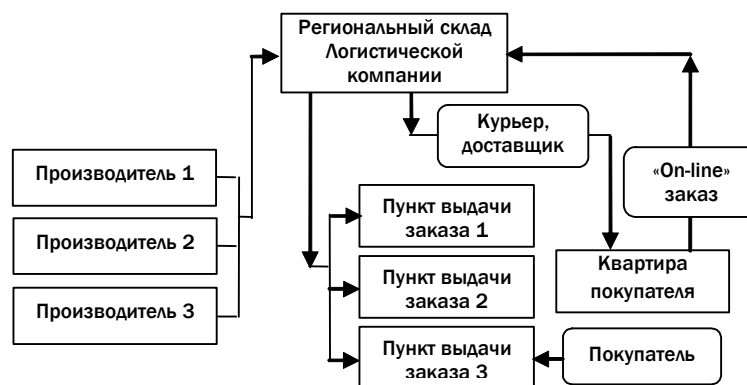 Региональный склад
Логистической
компании
Курьер,
доставщик
Производитель 1
«On-line»
заказ
Пункт выдачи
заказа 1
Производитель 2
Квартира
покупателя
Пункт выдачи
заказа 2
Производитель 3
Пункт выдачи
заказа 3
Покупатель